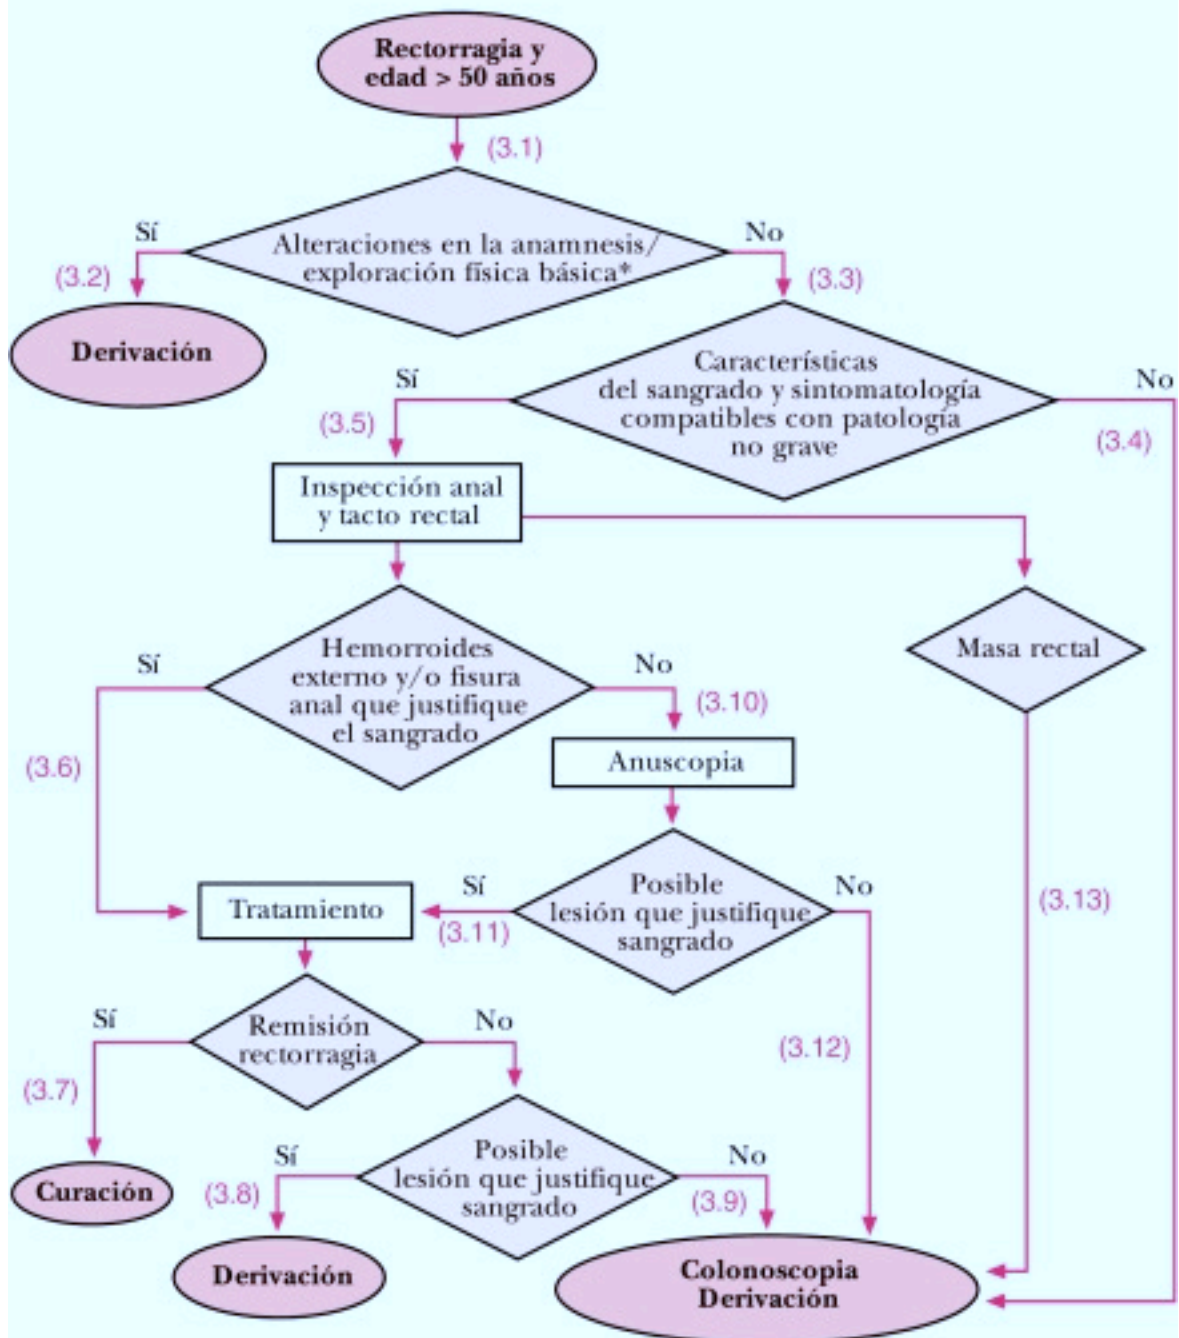 Rectorragia y
edad > 50 años
(3.1)
Sí
Alteraciones en la anamnesis/
exploración física básica*
No
(3.2)
(3.3)
Derivación
Características
del sangrado y sintomatología
compatibles con patología
no grave
Sí
No
(3.5)
(3.4)
Inspección anal
y tacto rectal
Hemorroides
externo y/o fisura
anal que justifique
el sangrado
Sí
No
Masa rectal
(3.10)
(3.6)
Anuscopia
Tratamiento
Sí
(3.11)
Posible
lesión que justifique
sangrado
No
(3.13)
Sí
Remisión
rectorragia
No
(3.12)
(3.7)
Curación
Sí
(3.8)
Posible
lesión que justifique
sangrado
No
(3.9)
Derivación
Colonoscopia
Derivación